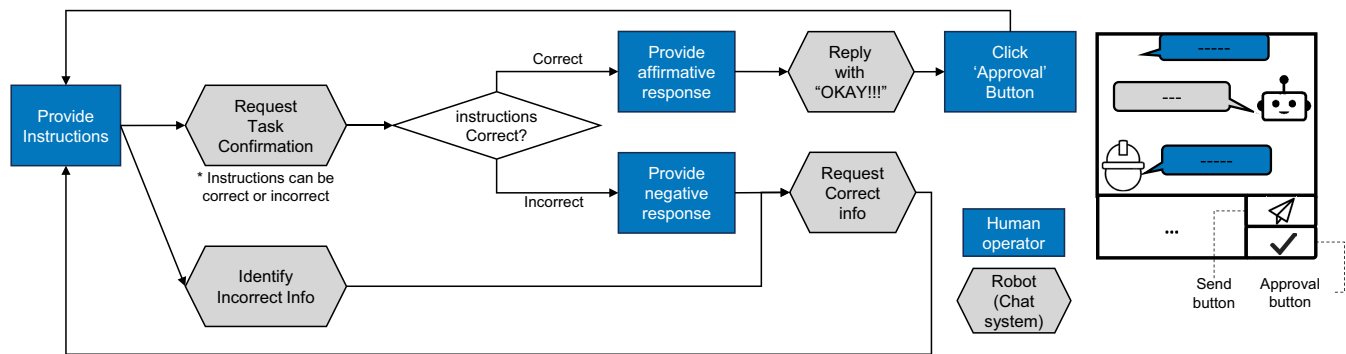 Provide
Instructions
Request
Task
Confirmation
* Instructions can be
correct or incorrect
instructions
Correct?
Correct
Incorrect
Provide
affirmative
response
Reply
with
“OKAY!!!”
Click
‘Approval’
Button
Provide
negative
response
Request
Correct
info
Identify
Incorrect Info
Human
operator
Robot
(Chat
system)
-----
---
-----
...
Send
button
Approval
button